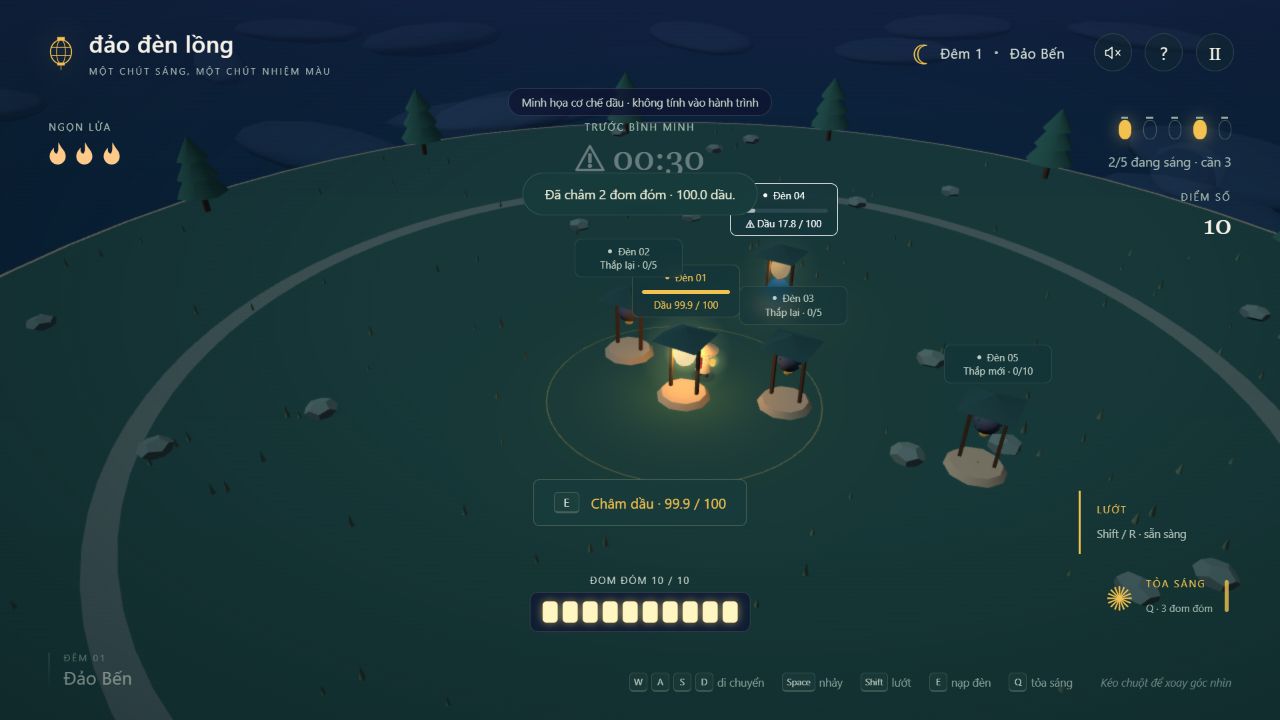 đảo đèn lồng
MỘT CHÚT SÁNG, MỘT CHÚT NHIỆM MÀU
Đêm 1 • Đảo Bến
?
II
Minh họa cơ chế dầu · không tính vào hành trình
NGỌN LỬA
TRƯỚC BÌNH MINH
00:30
2/5 đang sáng · cần 3
ĐIỂM SỐ
10
Đã châm 2 đom đóm · 100.0 dầu.
• Đèn 04
Dầu 17.8 / 100
• Đèn 02
Thắp lại · 0/5
• Đèn 01
Dầu 99.9 / 100
• Đèn 03
Thắp lại · 0/5
• Đèn 05
Thắp mới · 0/10
E Châm dầu · 99.9 / 100
LƯỚT
Shift / R · sẵn sàng
ĐOM ĐÓM 10 / 10
TỎA SÁNG
Q · 3 đom đóm
ĐÊM 01
Đảo Bến
W A S D di chuyển Space nhảy Shift lướt E nạp đèn Q tỏa sáng Kéo chuột để xoay góc nhìn